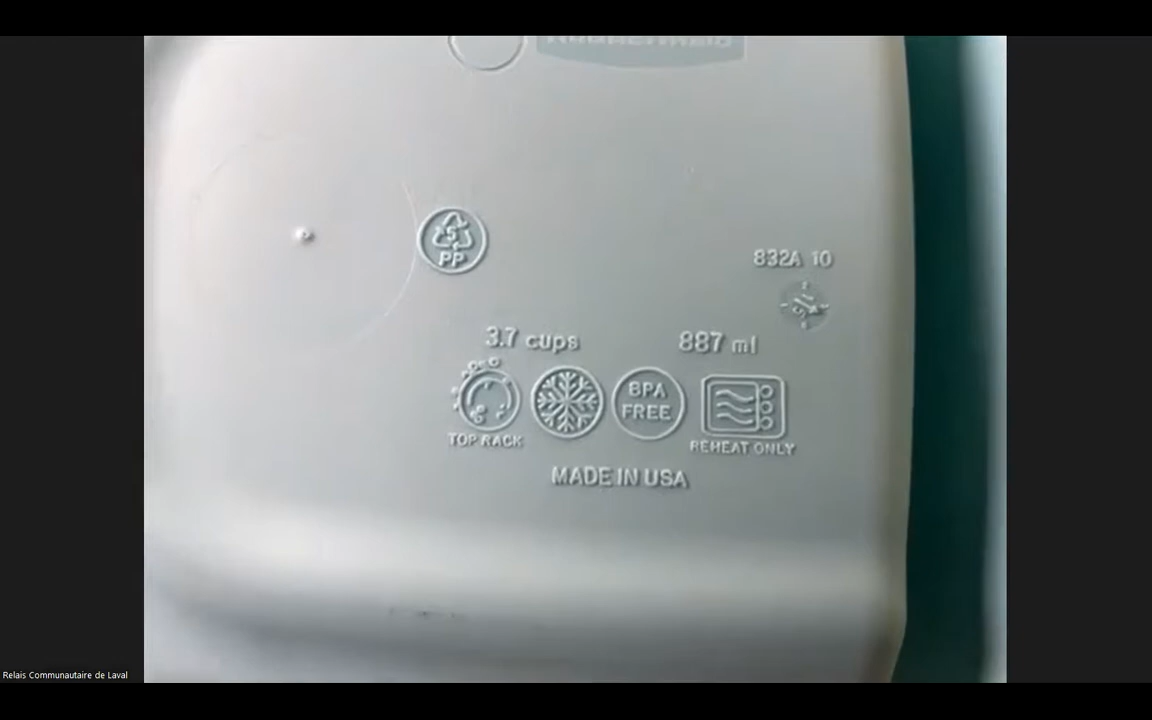 5
PP
832A 10
3.7 cups 887 ml
BPA
FREE
TOP RACK
REHEAT ONLY
MADE IN USA
Relais Communautaire de Laval